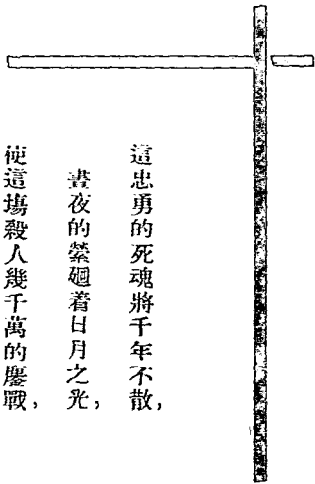 這忠勇的死魂將千年不散，
晝夜的縈廻着日月之光，
使這場殺人幾千萬的鏖戰，